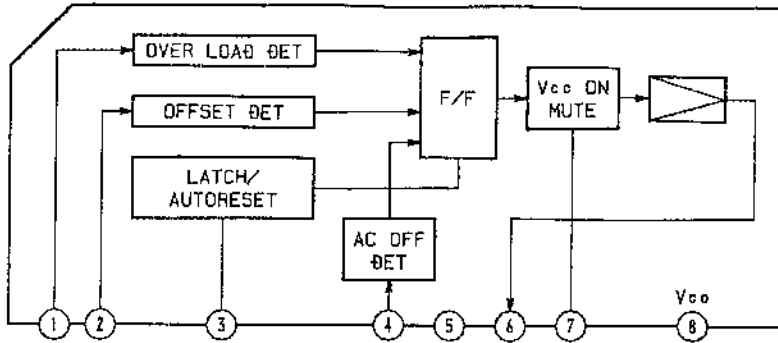 OVER LOAD DET
OFFSET DET
LATCH/
AUTORESET
AC OFF
DET
F/F
Vcc ON
MUTE
Vcc
1 2 3 4 5 6 7 8